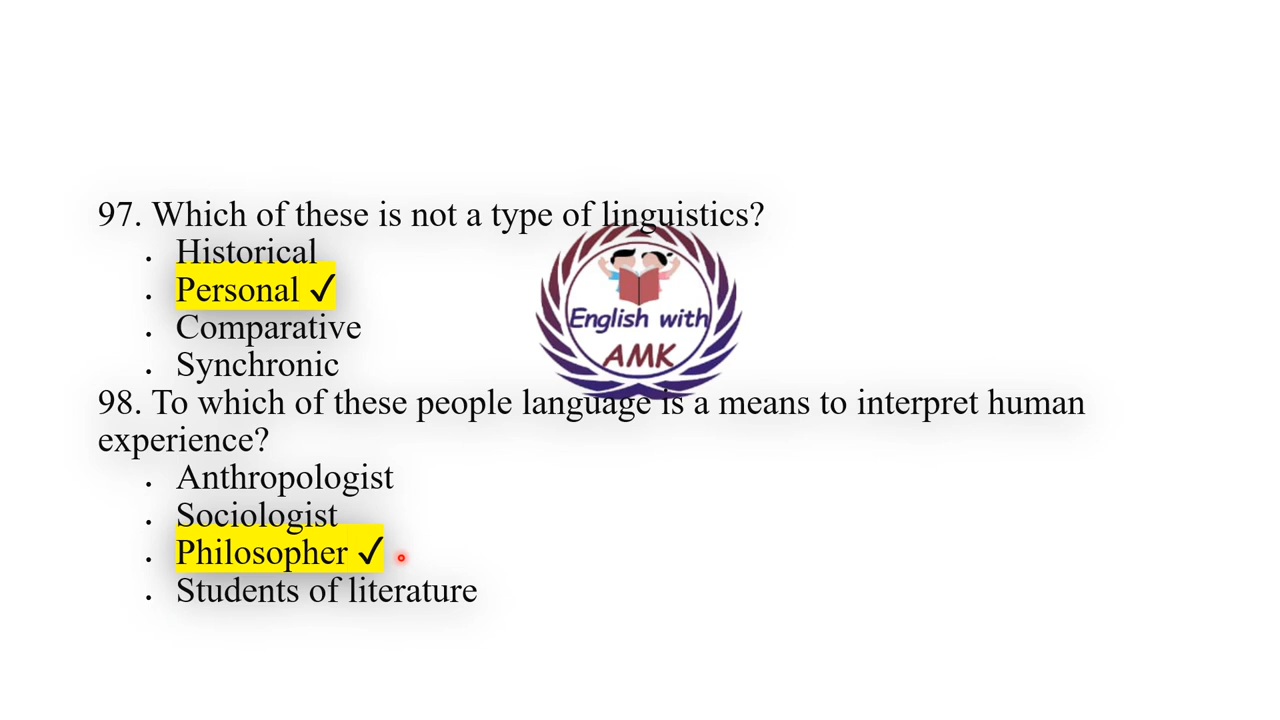 97. Which of these is not a type of linguistics?
• Historical
• Personal ✓
• Comparative
• Synchronic
English with
AMK
98. To which of these people language is a means to interpret human
experience?
• Anthropologist
• Sociologist
• Philosopher ✓
• Students of literature